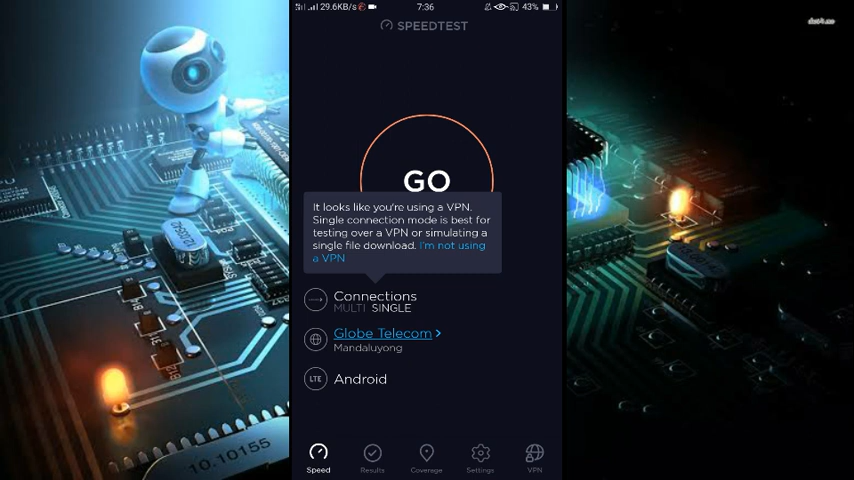 29.6KB/s
7:36
43%
SPEEDTEST
GO
It looks like you're using a VPN.
Single connection mode is best for
testing over a VPN or simulating a
single file download. I'm not using
a VPN
Connections
MULTI SINGLE
Globe Telecom >
Mandaluyong
LTE
Android
Speed
Results
Coverage
Settings
VPN
10.10155